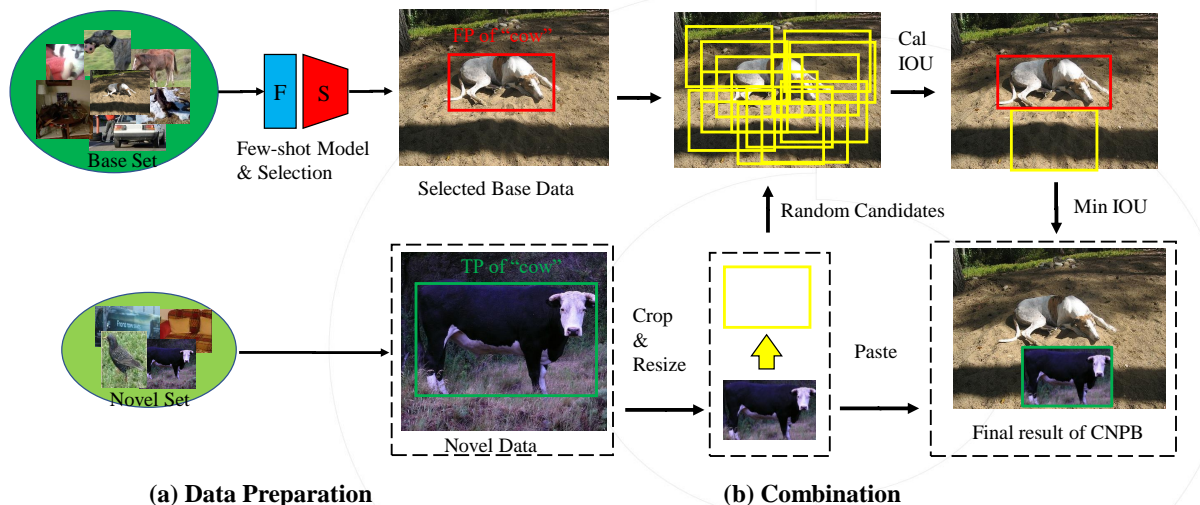 Base Set
F
S
Few-shot Model
& Selection
FP of “cow”
Selected Base Data
Cal
IOU
Random Candidates
Min IOU
Novel Set
TP of “cow”
Novel Data
Crop
&
Resize
Paste
Final result of CNPB
(a) Data Preparation
(b) Combination